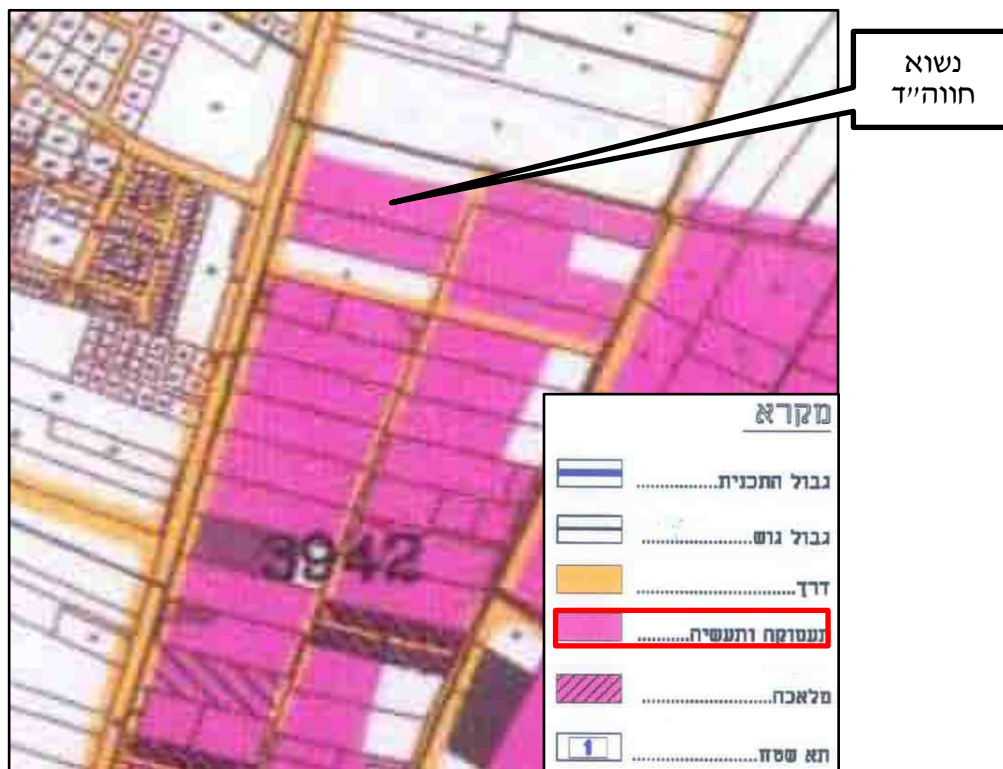 נשוא
חווה״ד
3942
מקרא
גבול התכנית
גבול גוש
דרך
תעסוקה ותעשיה
מלאכה
תא שטח
1